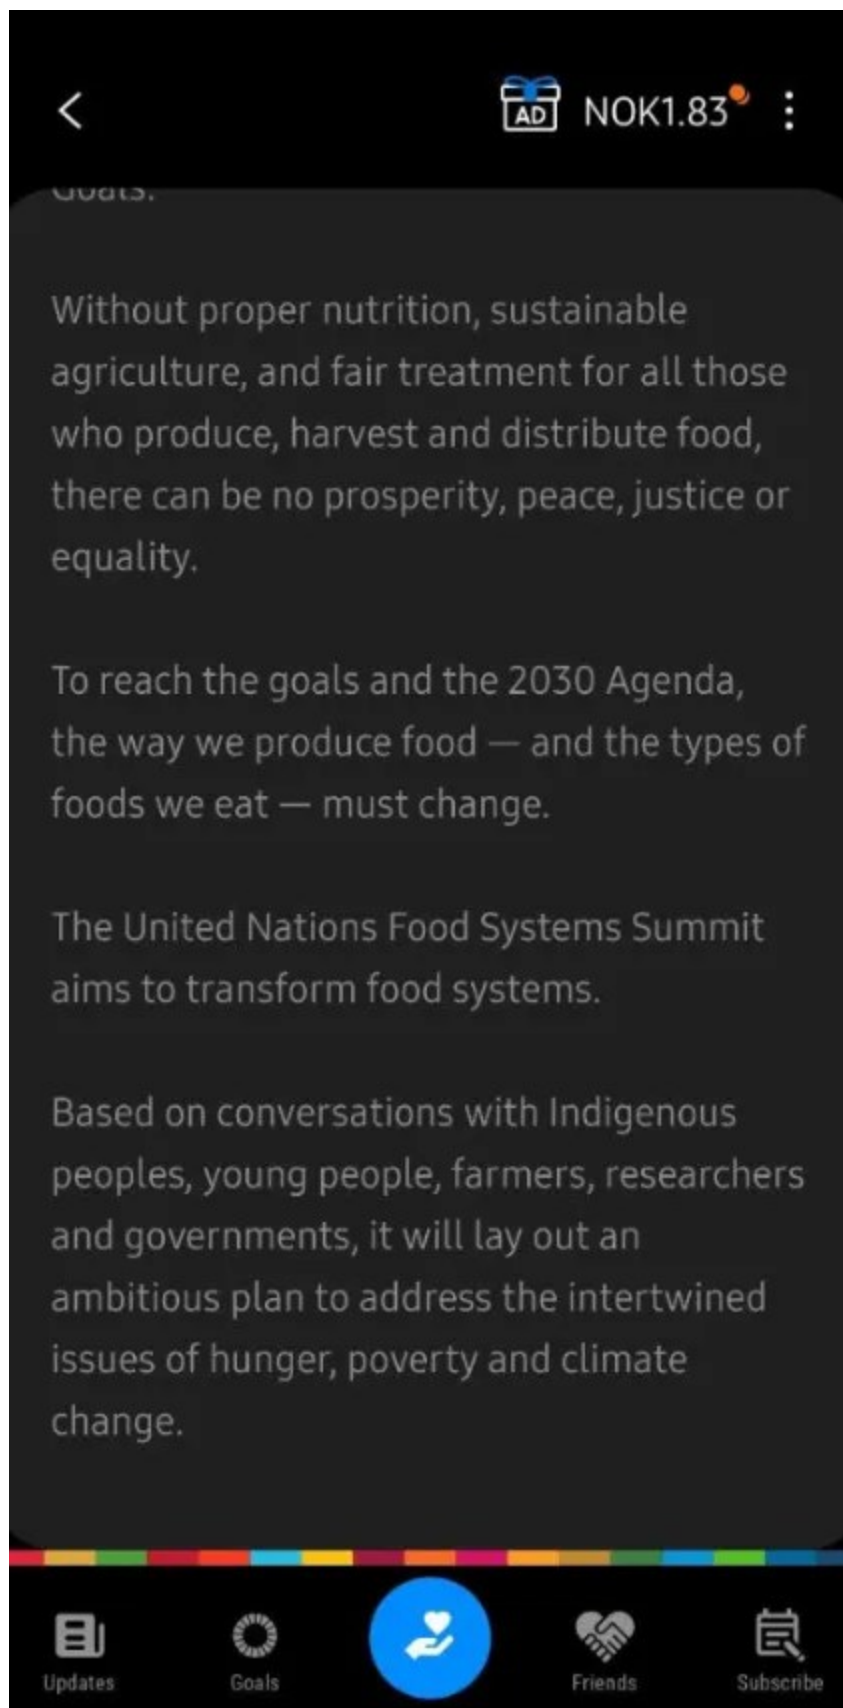 AD NOK1.83
Goals.
Without proper nutrition, sustainable
agriculture, and fair treatment for all those
who produce, harvest and distribute food,
there can be no prosperity, peace, justice or
equality.
To reach the goals and the 2030 Agenda,
the way we produce food — and the types of
foods we eat — must change.
The United Nations Food Systems Summit
aims to transform food systems.
Based on conversations with Indigenous
peoples, young people, farmers, researchers
and governments, it will lay out an
ambitious plan to address the intertwined
issues of hunger, poverty and climate
change.
Updates Goals Friends Subscribe